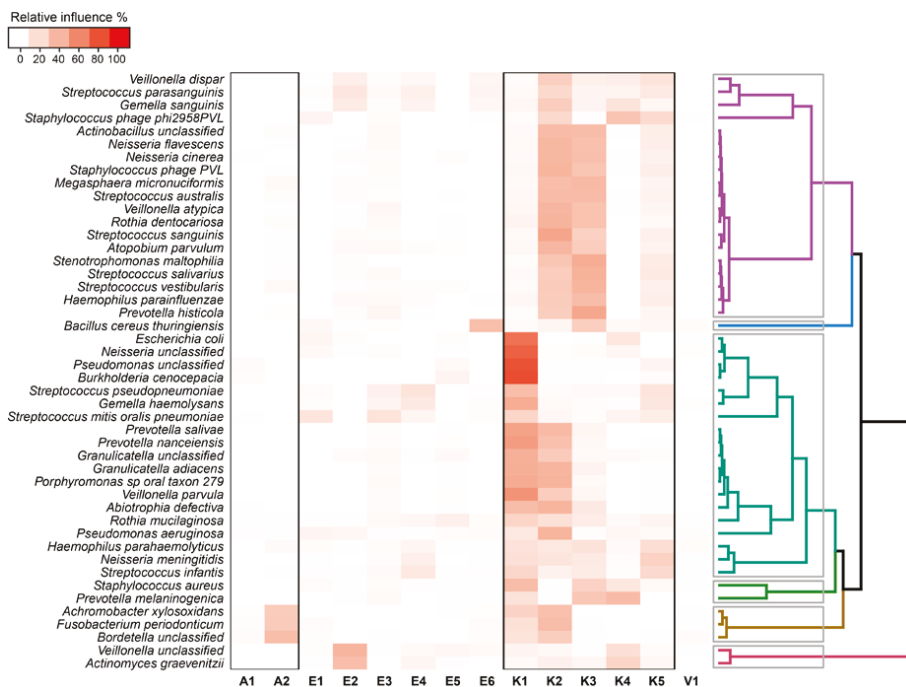 Relative influence %
0 20 40 60 80 100
Veillonella dispar
Streptococcus parasanguinis
Gemella sanguinis
Staphylococcus phage phi2958PVL
Actinobacillus unclassified
Neisseria flavescens
Neisseria cinerea
Staphylococcus phage PVL
Megasphaera micronuciformis
Streptococcus australis
Veillonella atypica
Rothia dentocariosa
Streptococcus sanguinis
Atopobium parvulum
Stenotrophomonas maltophilia
Streptococcus salivarius
Streptococcus vestibularis
Haemophilus parainfluenzae
Prevotella histicola
Bacillus cereus thuringiensis
Escherichia coli
Neisseria unclassified
Pseudomonas unclassified
Burkholderia cenocepacia
Streptococcus pseudopneumoniae
Gemella haemolysans
Streptococcus mitis oralis pneumoniae
Prevotella salivae
Prevotella nanceiensis
Granulicatella unclassified
Granulicatella adiacens
Porphyromonas sp oral taxon 279
Veillonella parvula
Abiotrophia defectiva
Rothia mucilaginosa
Pseudomonas aeruginosa
Haemophilus parahaemolyticus
Neisseria meningitidis
Streptococcus infantis
Staphylococcus aureus
Prevotella melaninogenica
Achromobacter xylosoxidans
Fusobacterium periodonticum
Bordetella unclassified
Veillonella unclassified
Actinomyces graevenitzii
A1 A2 E1 E2 E3 E4 E5 E6 K1 K2 K3 K4 K5 V1